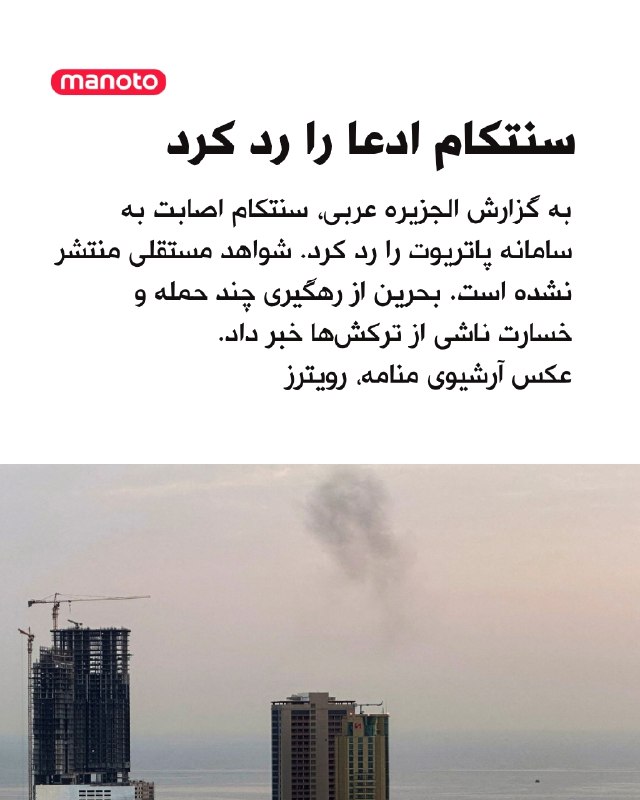 manoto
سنتکام ادعا را رد کرد
به گزارش الجزیره عربی، سنتکام اصابت به
سامانه پاتریوت را رد کرد. شواهد مستقلی منتشر
نشده است. بحرین از رهگیری چند حمله و
خسارت ناشی از ترکش‌ها خبر داد.
عکس آرشیوی منامه، رویترز